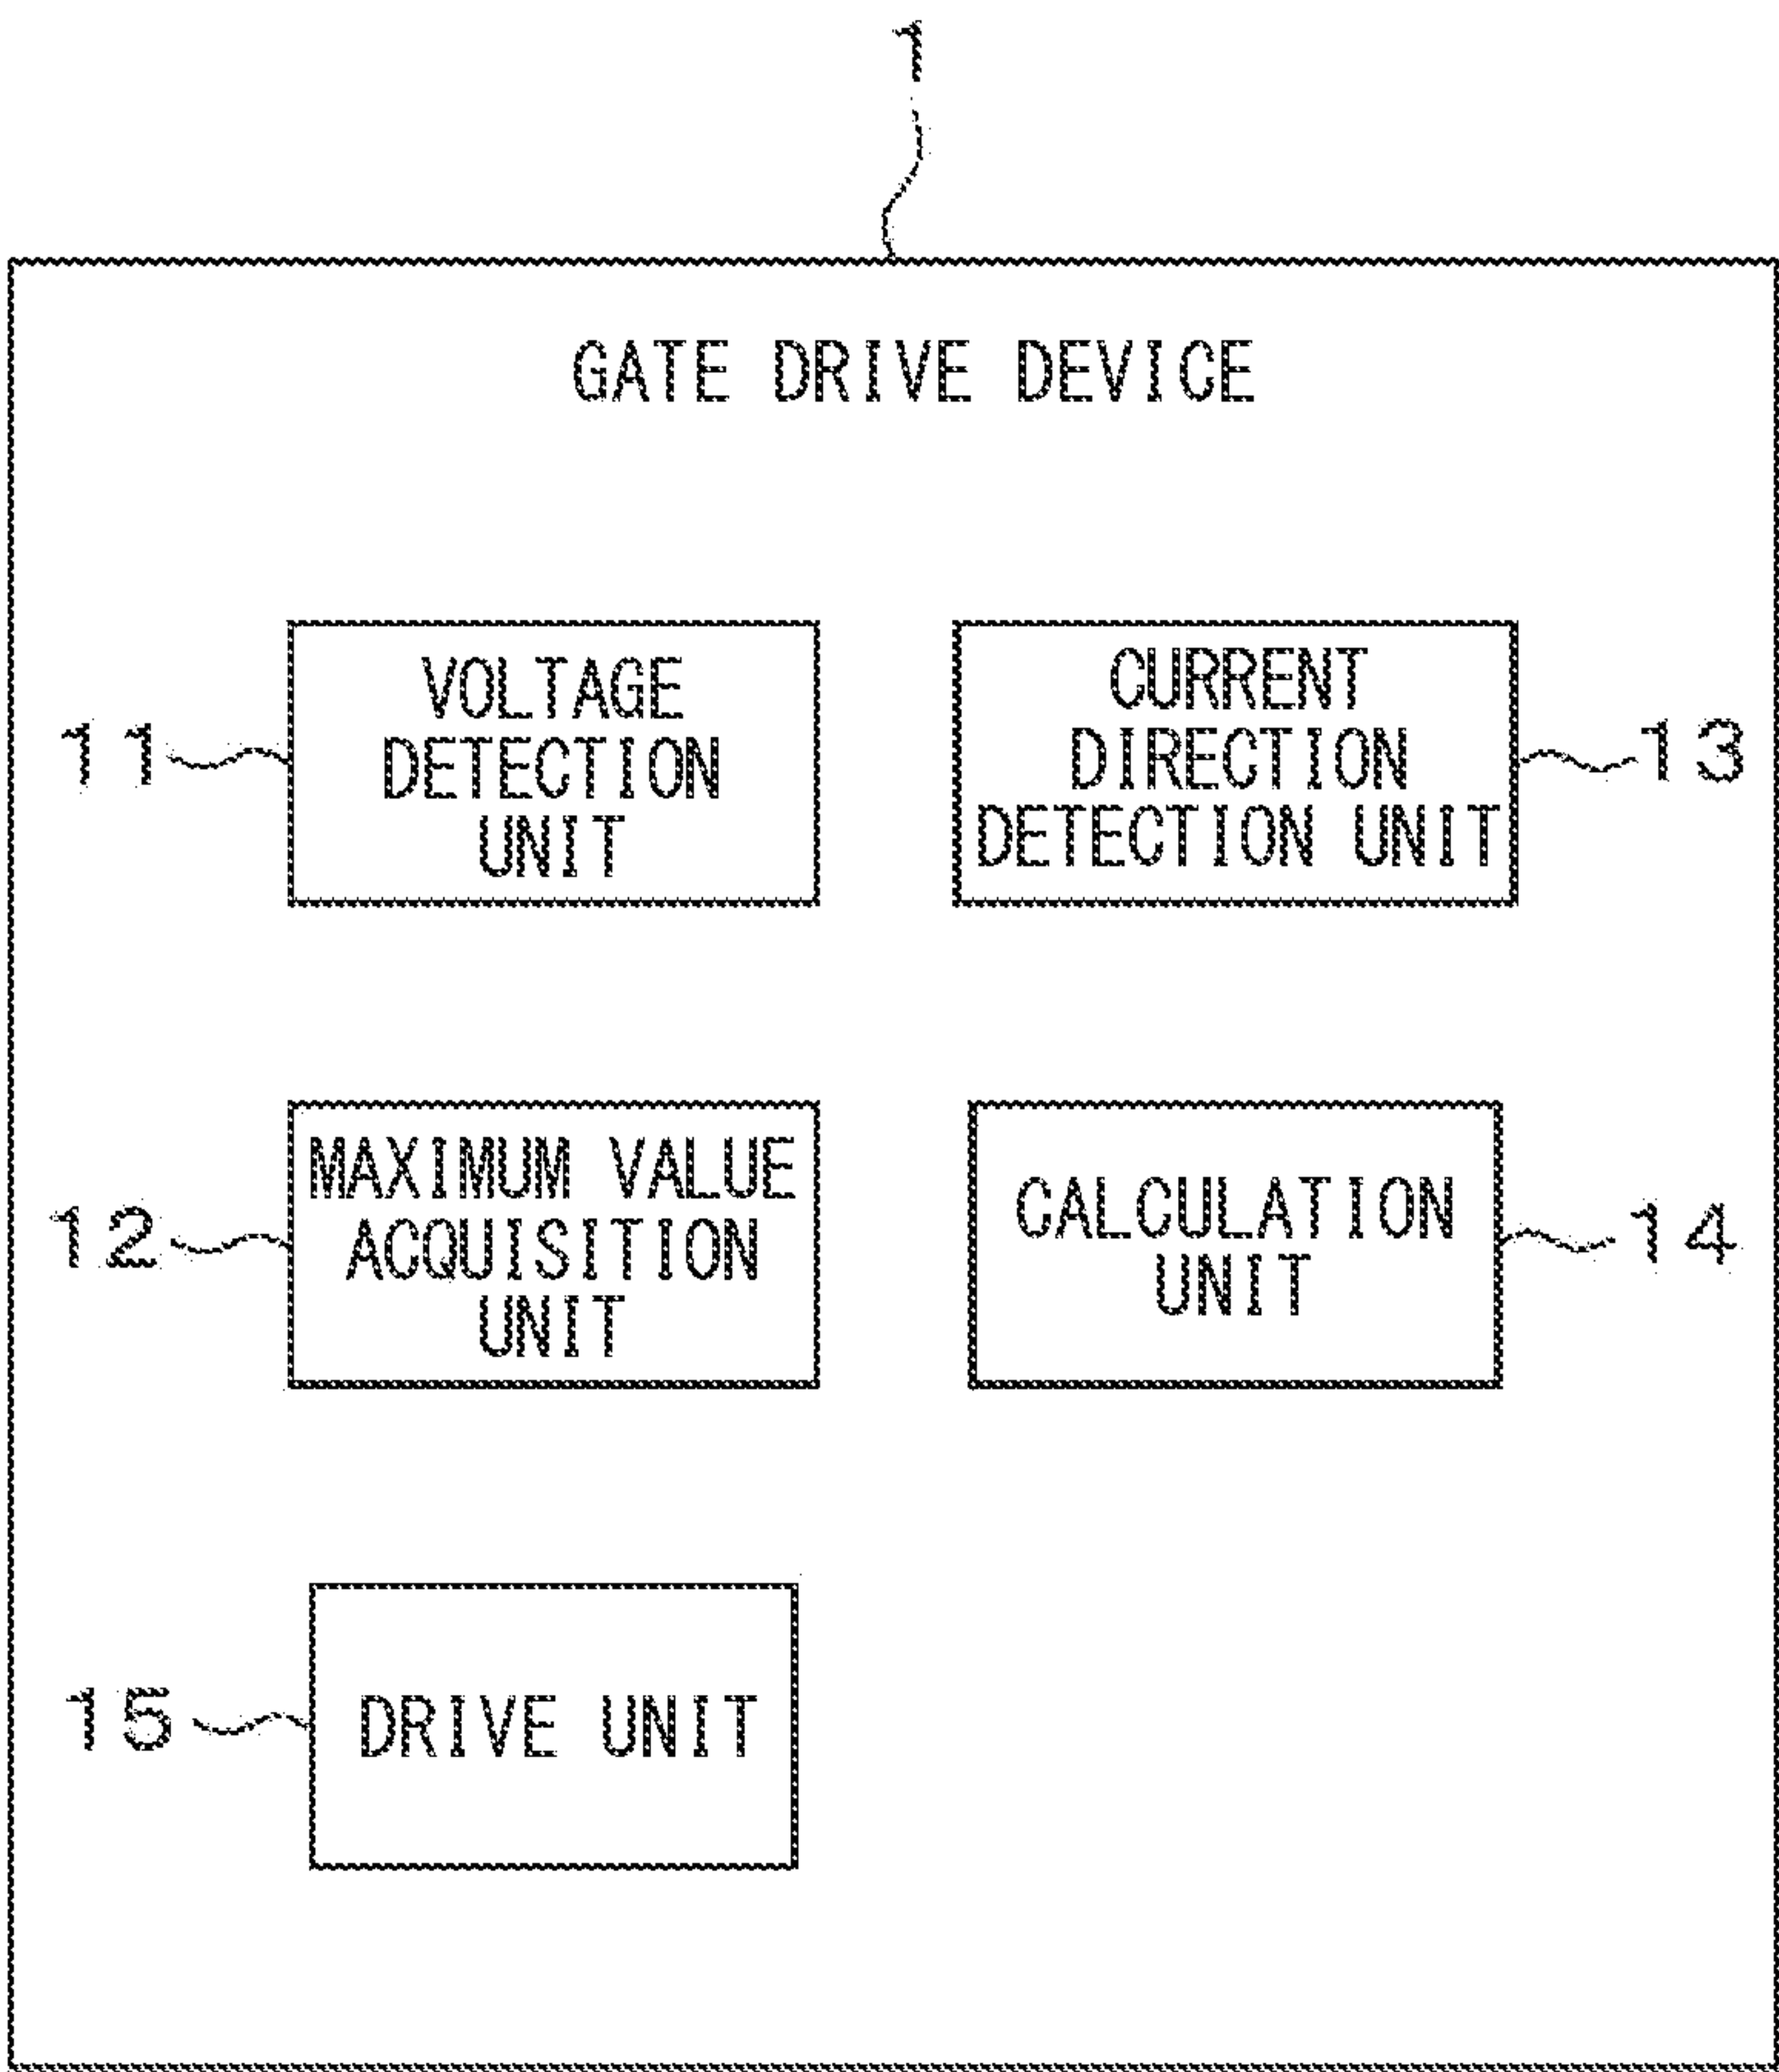 1
GATE DRIVE DEVICE
11
VOLTAGE
DETECTION
UNIT
CURRENT
DIRECTION
DETECTION UNIT
13
12
MAXIMUM VALUE
ACQUISITION
UNIT
CALCULATION
UNIT
14
15
DRIVE UNIT